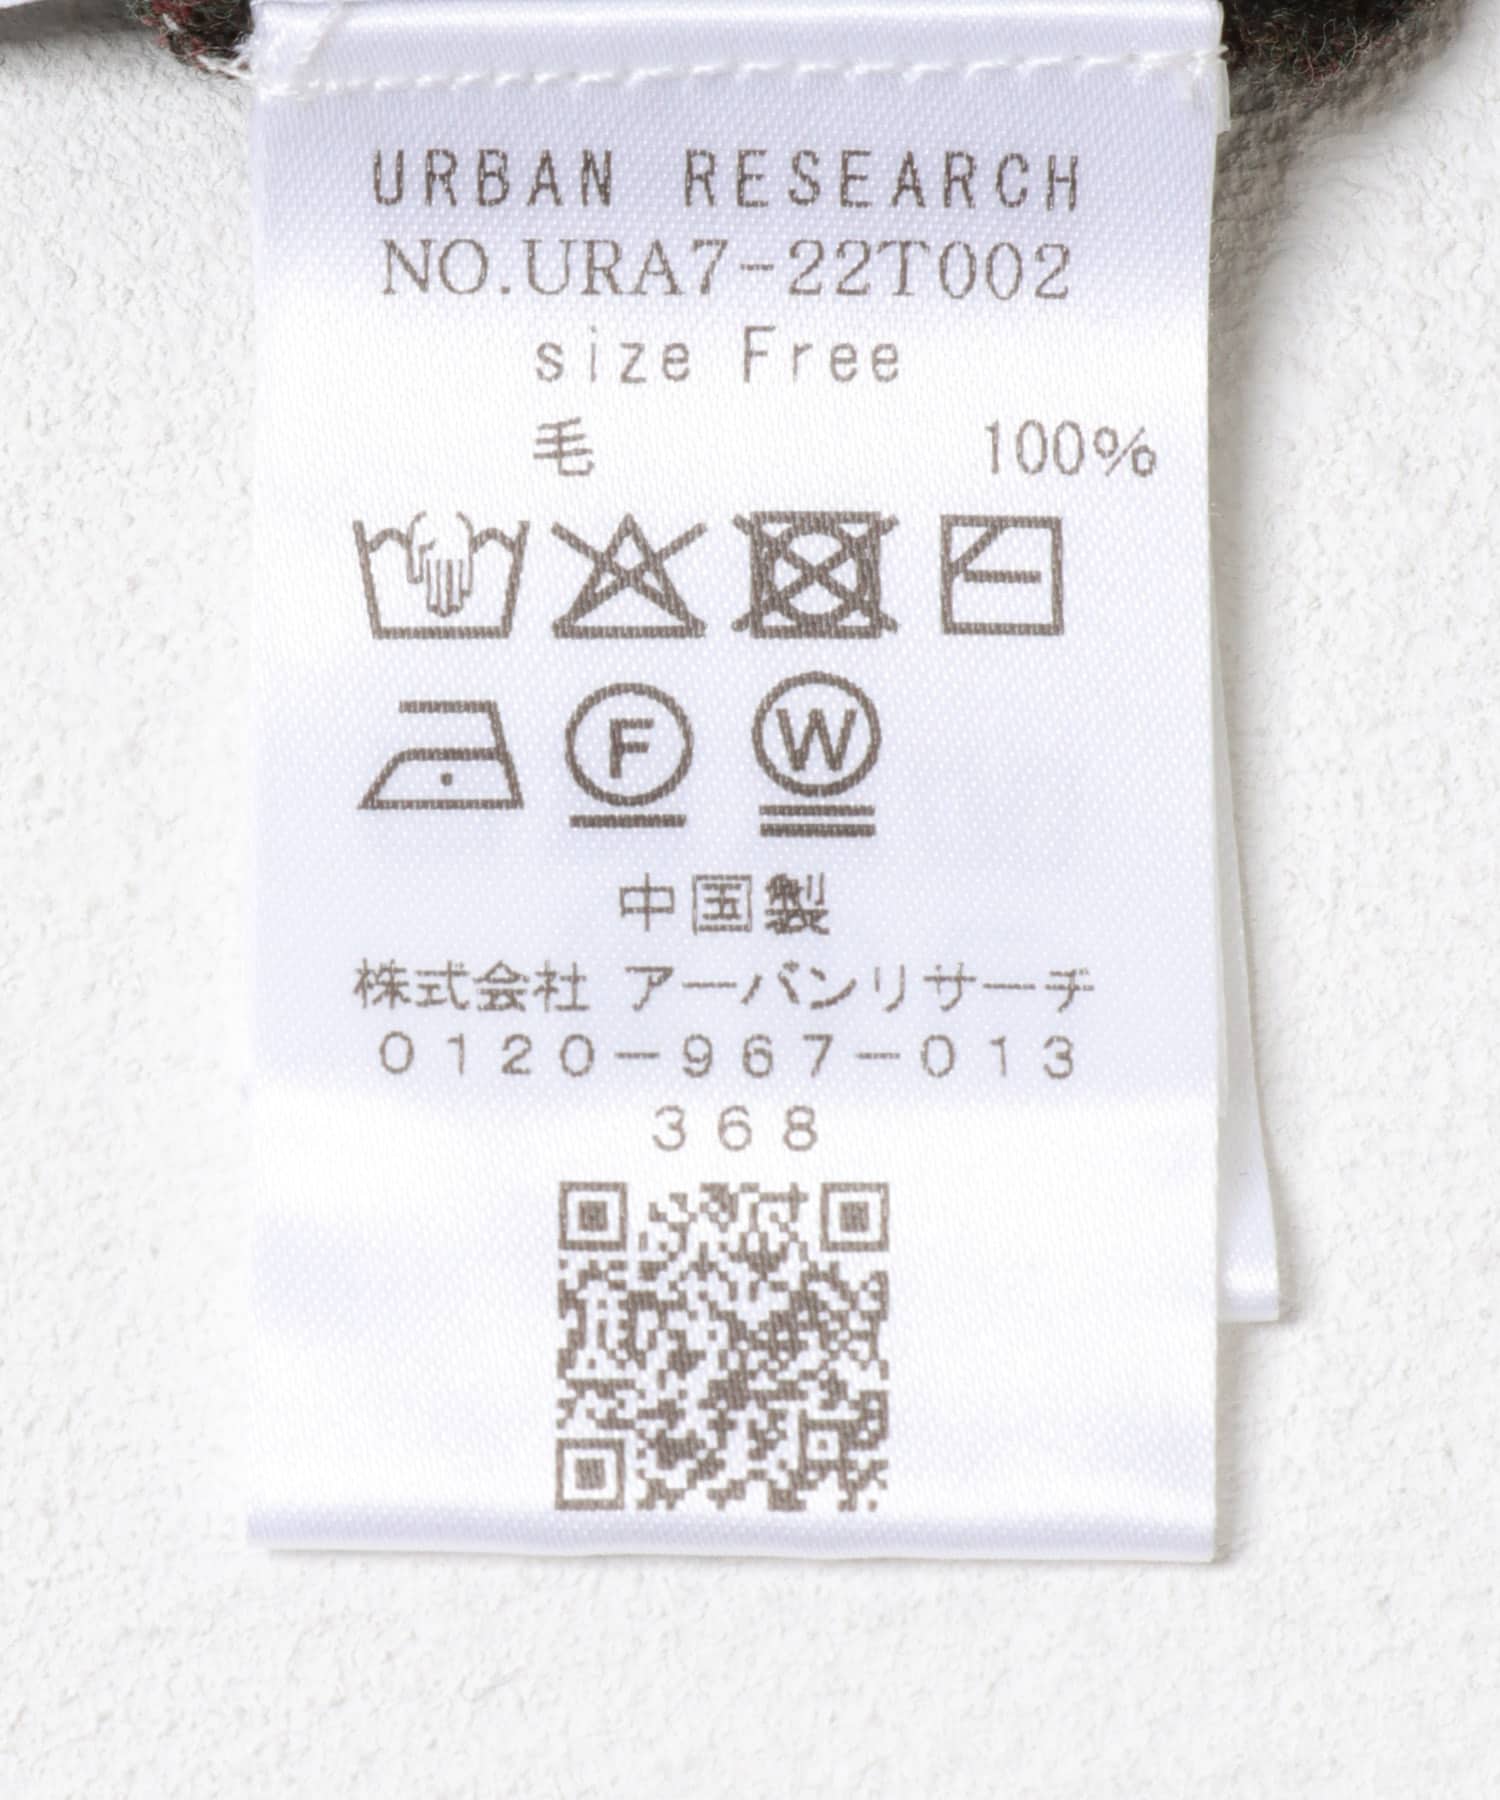 URBAN RESEARCH
NO.URA7-22T002
size Free
毛 100%
F W
中国製
株式会社 アーバンリサーチ
0120-967-013
368